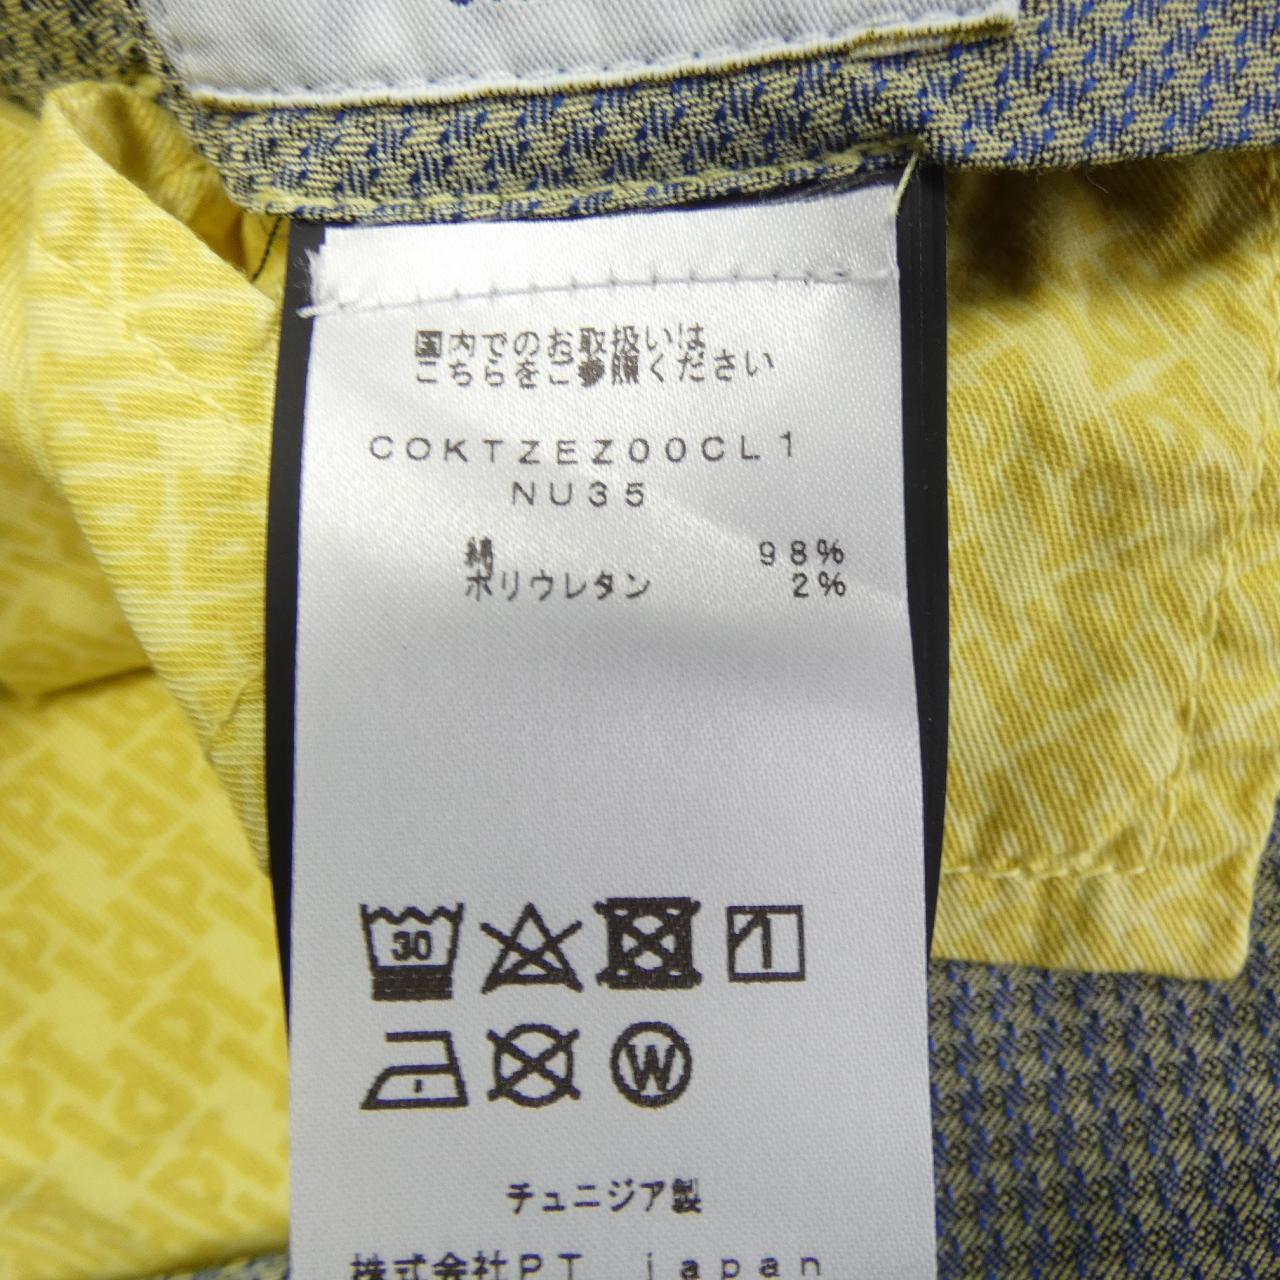 国内でのお取扱いは
こちらをご参照ください
COKTZEZ00CL1
NU35
綿 98%
ポリウレタン 2%
30
W
チュニジア製
株式会社PT japan